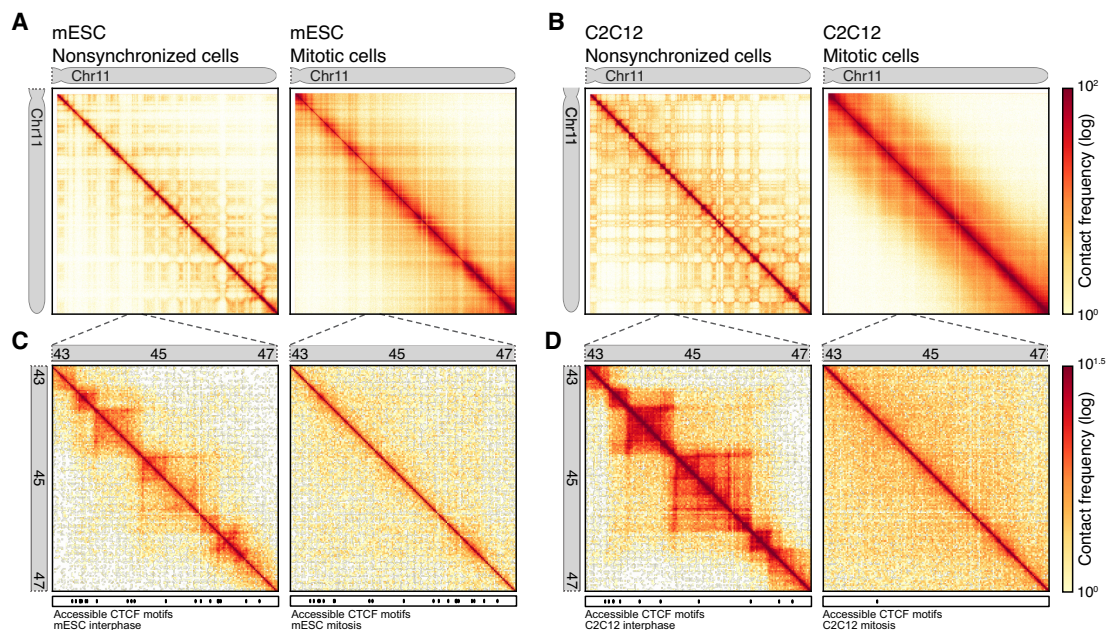 A
mESC
Nonsynchronized cells
mESC
Mitotic cells
B
C2C12
Nonsynchronized cells
C2C12
Mitotic cells
Chr11
Chr11
Chr11
Chr11
Chr11
Chr11
10²
Contact frequency (log)
10⁰
C
43 45 47
43 45 47
D
43 45 47
43 45 47
43
45
47
43
45
47
10¹·⁵
Contact frequency (log)
10⁰
Accessible CTCF motifs
mESC interphase
Accessible CTCF motifs
mESC mitosis
Accessible CTCF motifs
C2C12 interphase
Accessible CTCF motifs
C2C12 mitosis